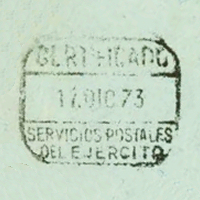 CERTIFICADO
17.DIC.73
SERVICIOS POSTALES
DEL EJERCITO